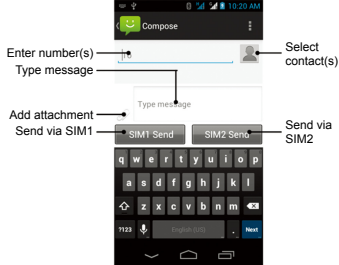 10:20 AM
Compose
Enter number(s)
To
Select
contact(s)
Type message
Type message
Add attachment
Send via SIM1
SIM1 Send
SIM2 Send
Send via
SIM2
q w e r t y u i o p
a s d f g h j k l
z x c v b n m
?123
English (US)
.
Next